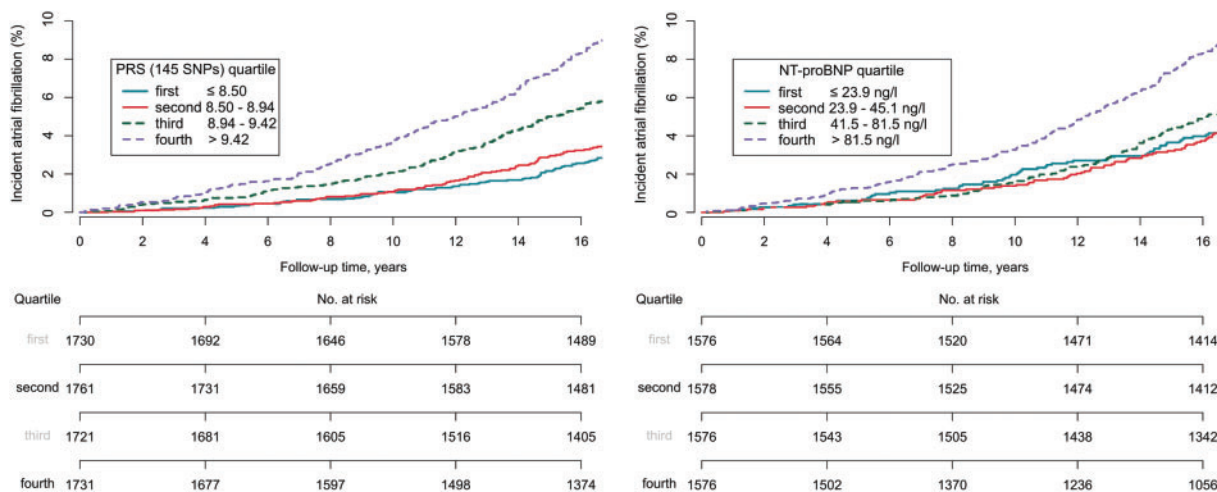 Incident atrial fibrillation (%)
10
8
6
4
2
0
PRS (145 SNPs) quartile
first ≤ 8.50
second 8.50 - 8.94
third 8.94 - 9.42
fourth > 9.42
0 2 4 6 8 10 12 14 16
Follow-up time, years
Quartile No. at risk
first 1730 1692 1646 1578 1489
second 1761 1731 1659 1583 1481
third 1721 1681 1605 1516 1405
fourth 1731 1677 1597 1498 1374
Incident atrial fibrillation (%)
10
8
6
4
2
0
NT-proBNP quartile
first ≤ 23.9 ng/l
second 23.9 - 45.1 ng/l
third 41.5 - 81.5 ng/l
fourth > 81.5 ng/l
0 2 4 6 8 10 12 14 16
Follow-up time, years
Quartile No. at risk
first 1576 1564 1520 1471 1414
second 1578 1555 1525 1474 1412
third 1576 1543 1505 1438 1342
fourth 1576 1502 1370 1236 1056